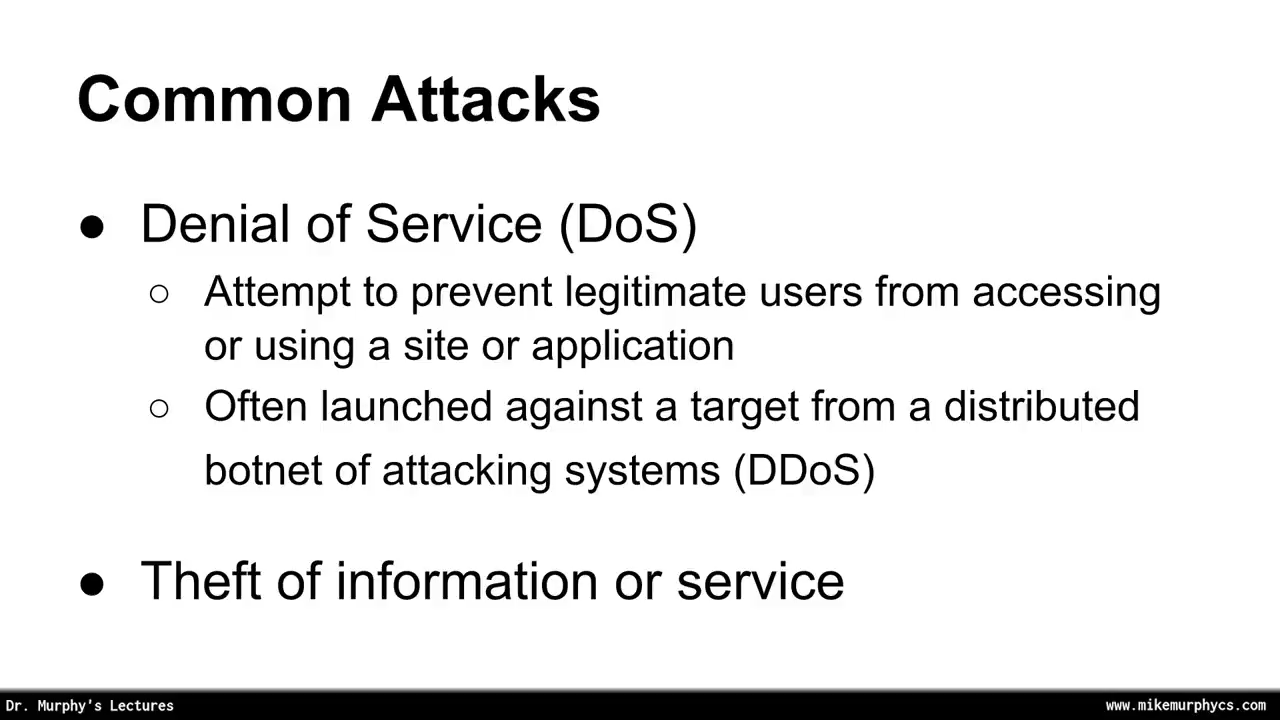 Common Attacks
● Denial of Service (DoS)
○ Attempt to prevent legitimate users from accessing
or using a site or application
○ Often launched against a target from a distributed
botnet of attacking systems (DDoS)
● Theft of information or service
Dr. Murphy's Lectures
www.mikemurphycs.com